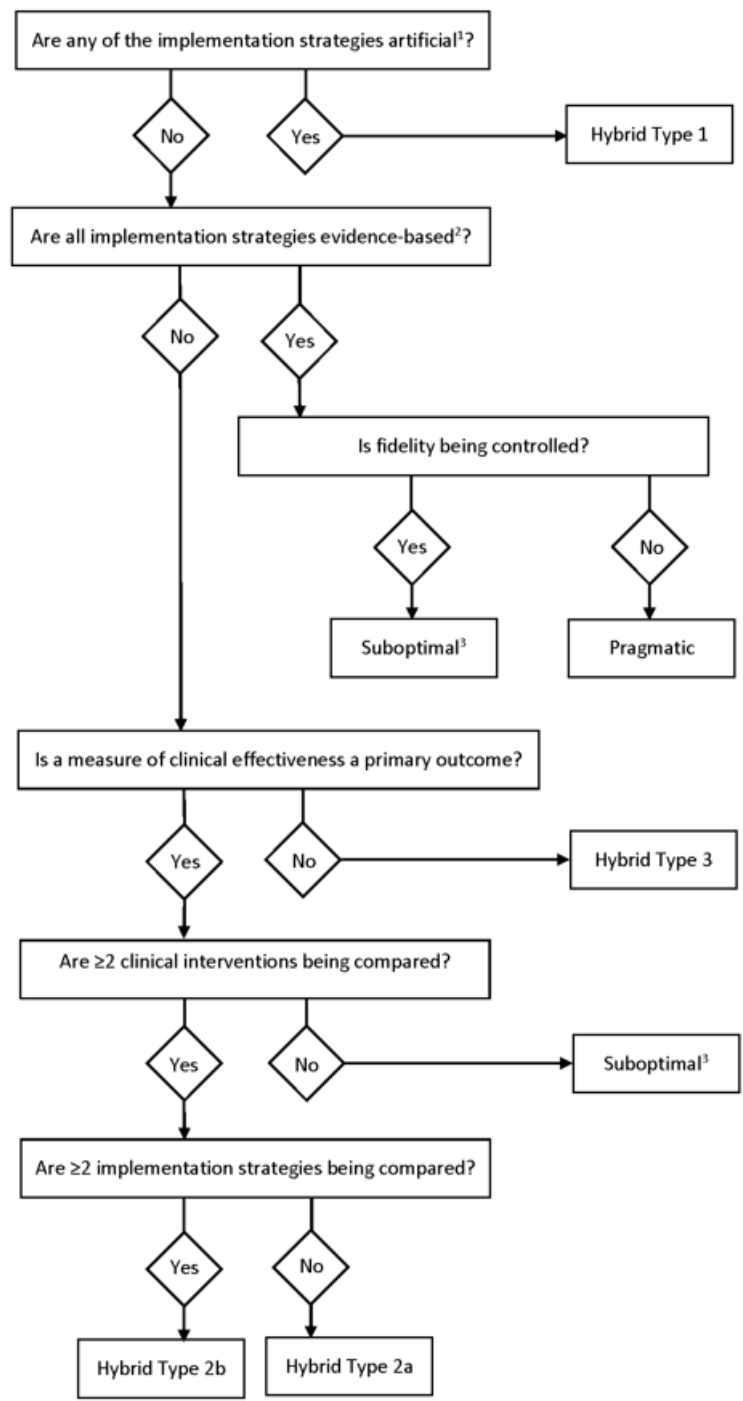 Are any of the implementation strategies artificial¹?
No
Yes
Hybrid Type 1
Are all implementation strategies evidence-based²?
No
Yes
Is fidelity being controlled?
Yes
No
Suboptimal³
Pragmatic
Is a measure of clinical effectiveness a primary outcome?
Yes
No
Hybrid Type 3
Are ≥2 clinical interventions being compared?
Yes
No
Suboptimal³
Are ≥2 implementation strategies being compared?
Yes
No
Hybrid Type 2b
Hybrid Type 2a